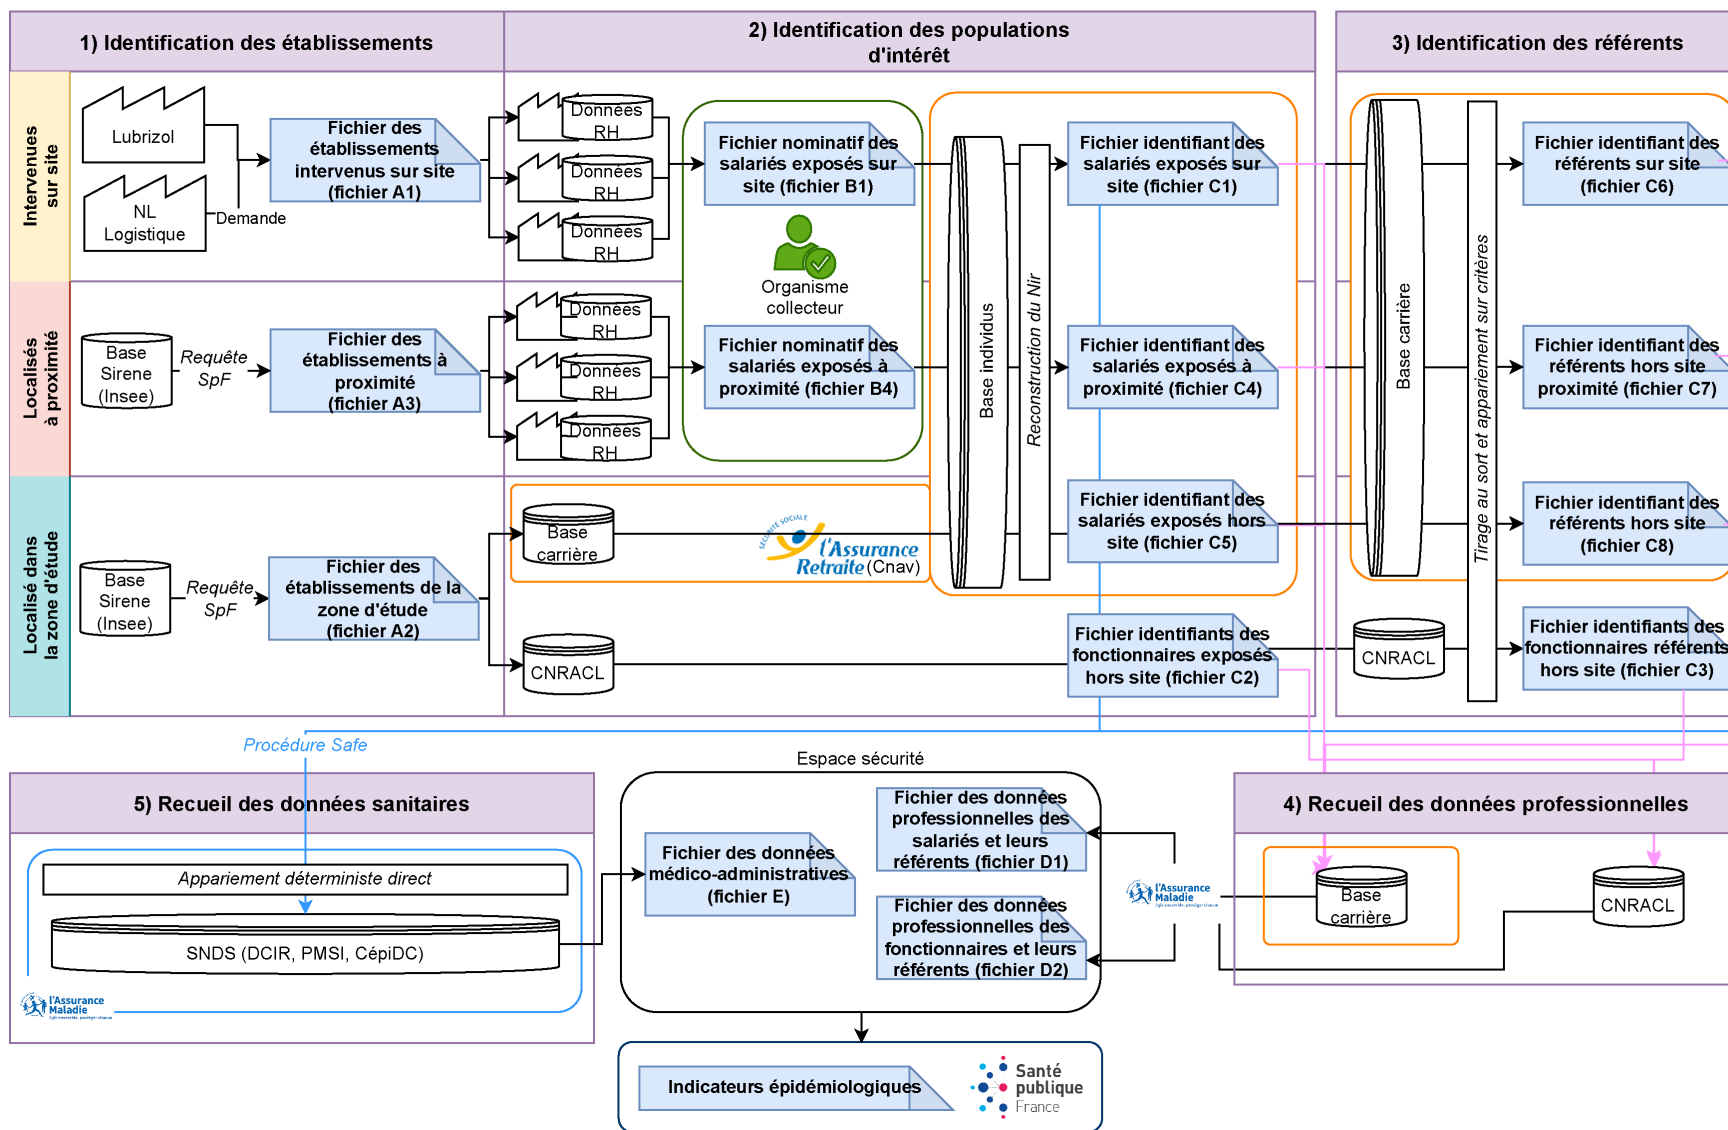 1) Identification des établissements
2) Identification des populations
d'intérêt
3) Identification des référents
Intervenues
sur site
Lubrizol
NL
Logistique
Demande
Fichier des
établissements
intervenus sur site
(fichier A1)
Données
RH
Données
RH
Données
RH
Fichier nominatif des
salariés exposés sur
site (fichier B1)
Organisme
collecteur
Fichier identifiant des
salariés exposés sur
site (fichier C1)
Fichier identifiant des
référents sur site
(fichier C6)
Localisés
à proximité
Base
Sirene
(Insee)
Requête
SpF
Fichier des
établissements à
proximité
(fichier A3)
Données
RH
Données
RH
Données
RH
Fichier nominatif des
salariés exposés à
proximité (fichier B4)
Base individus
Reconstruction du Nir
Fichier identifiant des
salariés exposés à
proximité (fichier C4)
Base carrière
Tirage au sort et appariement sur critères
Fichier identifiant des
référents hors site
proximité (fichier C7)
Localisé dans
la zone d'étude
Base
Sirene
(Insee)
Requête
SpF
Fichier des
établissements de la
zone d'étude
(fichier A2)
Base
carrière
SÉCURITÉ SOCIALE
l'Assurance
Retraite
(Cnav)
Fichier identifiant des
salariés exposés hors
site (fichier C5)
Fichier identifiant des
référents hors site
(fichier C8)
CNRACL
Fichier identifiants des
fonctionnaires exposés
hors site (fichier C2)
CNRACL
Fichier identifiants des
fonctionnaires référents
hors site (fichier C3)
Procédure Safe
5) Recueil des données sanitaires
Appariement déterministe direct
SNDS (DCIR, PMSI, CépiDC)
l'Assurance
Maladie
Espace sécurité
Fichier des données
médico-administratives
(fichier E)
Fichier des données
professionnelles des
salariés et leurs
référents (fichier D1)
Fichier des données
professionnelles des
fonctionnaires et leurs
référents (fichier D2)
l'Assurance
Maladie
4) Recueil des données professionnelles
Base
carrière
CNRACL
Indicateurs épidémiologiques
Santé
publique
France